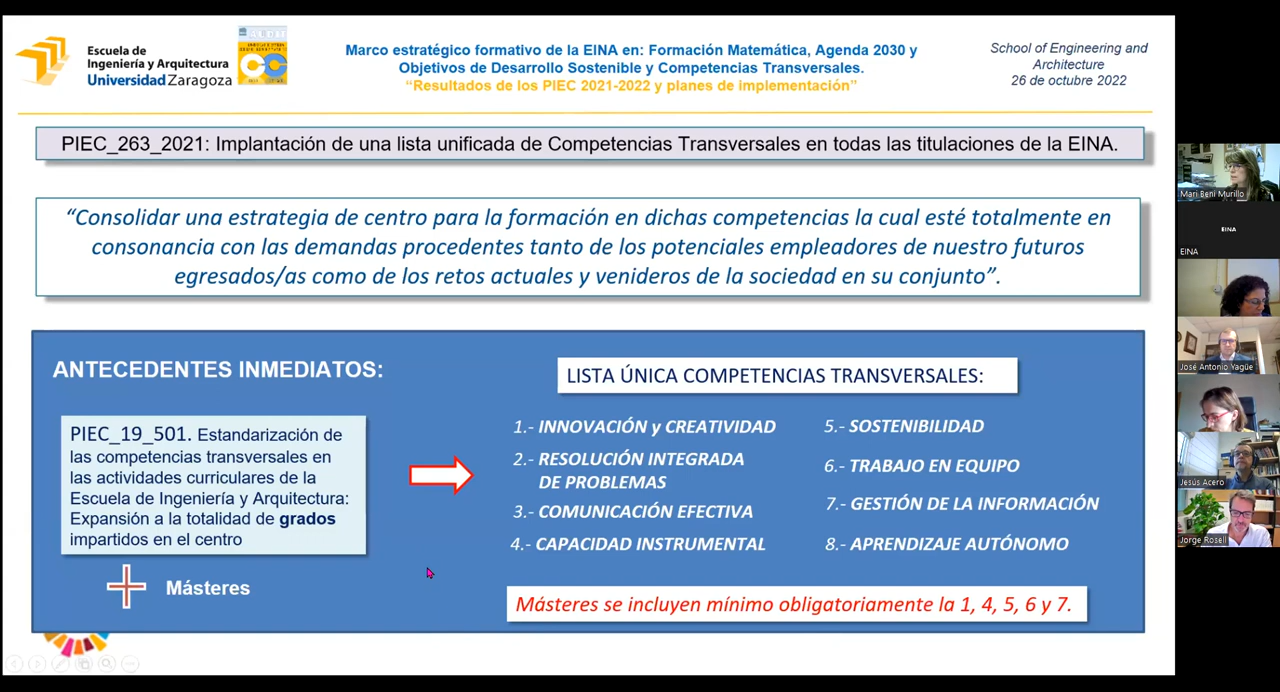 Escuela de
Ingeniería y Arquitectura
Universidad Zaragoza
Marco estratégico formativo de la EINA en: Formación Matemática, Agenda 2030 y
Objetivos de Desarrollo Sostenible y Competencias Transversales.
“Resultados de los PIEC 2021-2022 y planes de implementación”
School of Engineering and
Architecture
26 de octubre 2022
PIEC_263_2021: Implantación de una lista unificada de Competencias Transversales en todas las titulaciones de la EINA.
“Consolidar una estrategia de centro para la formación en dichas competencias la cual esté totalmente en
consonancia con las demandas procedentes tanto de los potenciales empleadores de nuestro futuros
egresados/as como de los retos actuales y venideros de la sociedad en su conjunto”.
ANTECEDENTES INMEDIATOS:
PIEC_19_501. Estandarización de
las competencias transversales en
las actividades curriculares de la
Escuela de Ingeniería y Arquitectura:
Expansión a la totalidad de grados
impartidos en el centro
Másteres
LISTA ÚNICA COMPETENCIAS TRANSVERSALES:
1.- INNOVACIÓN y CREATIVIDAD
2.- RESOLUCIÓN INTEGRADA
DE PROBLEMAS
3.- COMUNICACIÓN EFECTIVA
4.- CAPACIDAD INSTRUMENTAL
5.- SOSTENIBILIDAD
6.- TRABAJO EN EQUIPO
7.- GESTIÓN DE LA INFORMACIÓN
8.- APRENDIZAJE AUTÓNOMO
Másteres se incluyen mínimo obligatoriamente la 1, 4, 5, 6 y 7.
Mari Beni Murillo
EINA
EINA
José Antonio Yagüe
Jesús Acero
Jorge Rosell